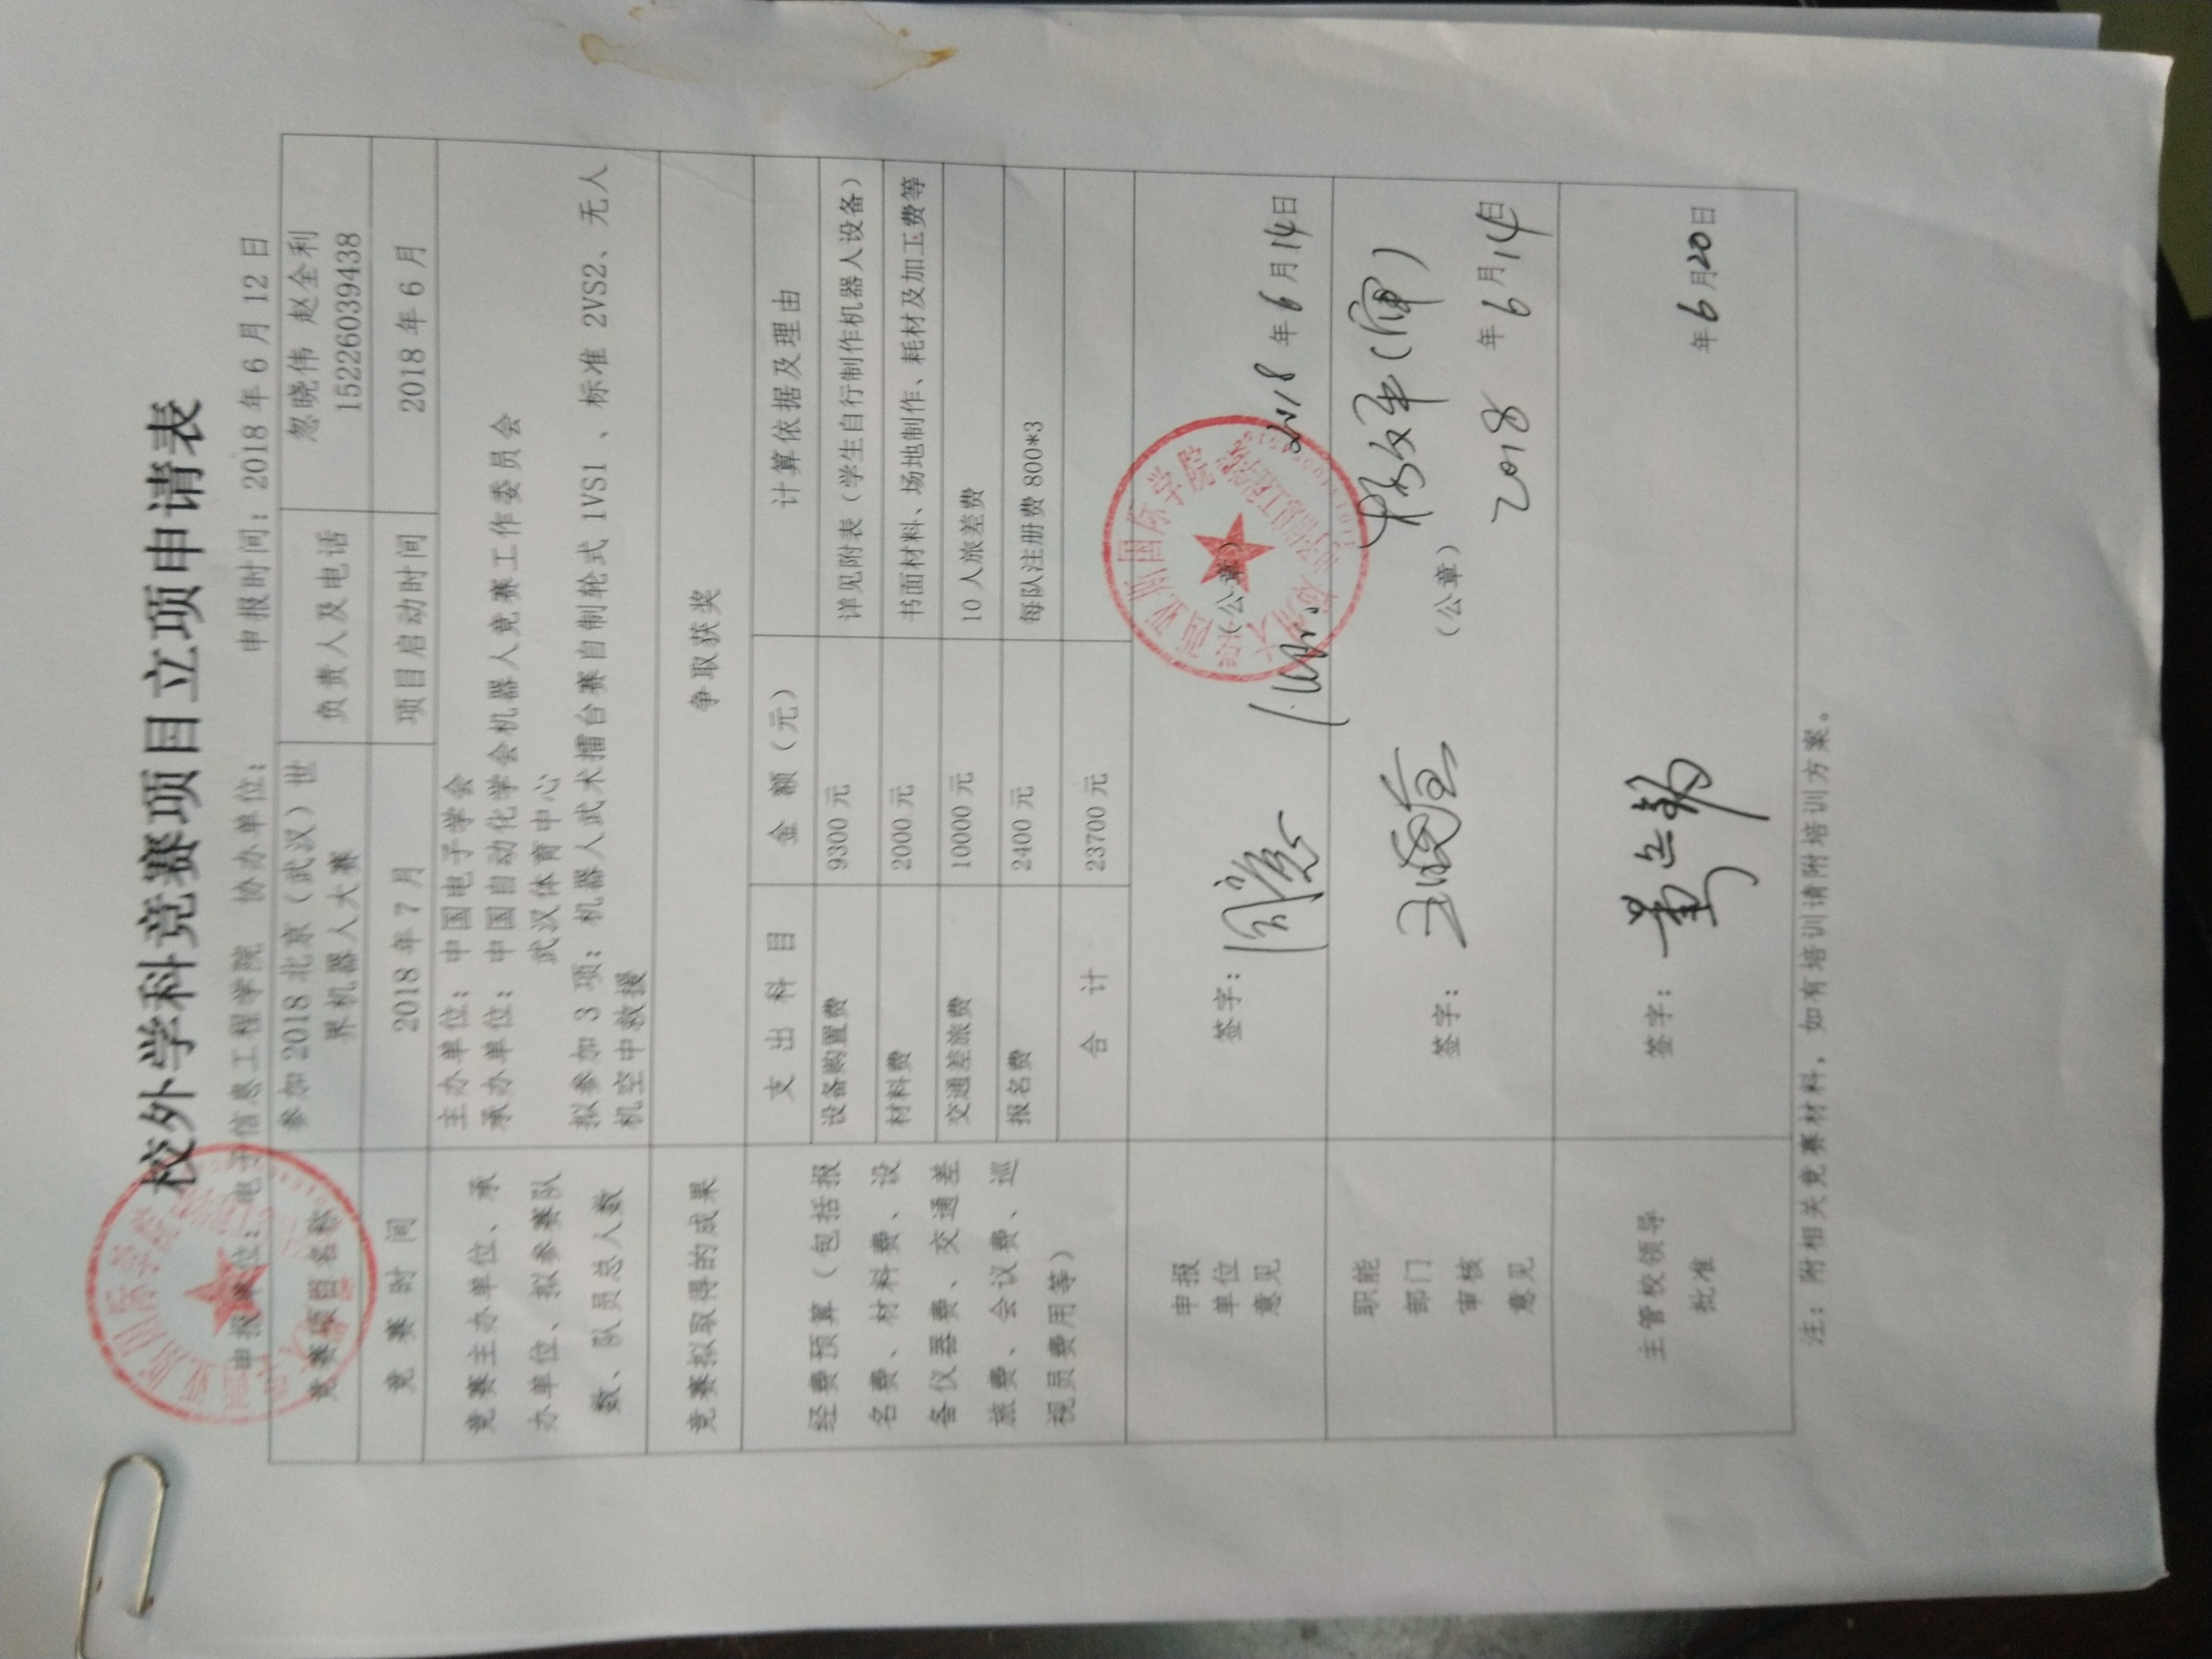 校外学科竞赛项目立项申请表
申报单位：电子信息工程学院 协办单位： 申报时间：2018 年 6 月 12 日
竞赛项目名称
参加 2018 北京（武汉）世
界机器人大赛
负责人及电话
忽晓伟 赵全利
15226039438
竞 赛 时 间
2018 年 7 月
项目启动时间
2018 年 6 月
竞赛主办单位、承
办单位、拟参赛队
数、队员总人数
主办单位：中国电子学会
承办单位：中国自动化学会机器人竞赛工作委员会
武汉体育中心
拟参加 3 项：机器人武术擂台赛自制轮式 1VS1 、标准 2VS2、无人
机空中救援
竞赛拟取得的成果
争取获奖
经费预算（包括报
名费、材料费、设
备仪器费、交通差
旅费、会议费、巡
视员费用等）
支 出 科 目 金 额（元） 计算依据及理由
设备购置费 9300 元 详见附表（学生自行制作机器人设备）
材料费 2000 元 书面材料、场地制作、耗材及加工费等
交通差旅费 10000 元 10 人旅差费
报名费 2400 元 每队注册费 800*3
合 计 23700 元
申报
单位
意见
签字：
（公章）
2018 年 6 月 14 日
亚斯国际学院
职能
部门
审核
意见
签字：
（公章）
2018 年 6 月 14 日
主管校领导
批准
签字：
年 6 月 20 日
注：附相关竞赛材料，如有培训请附培训方案。